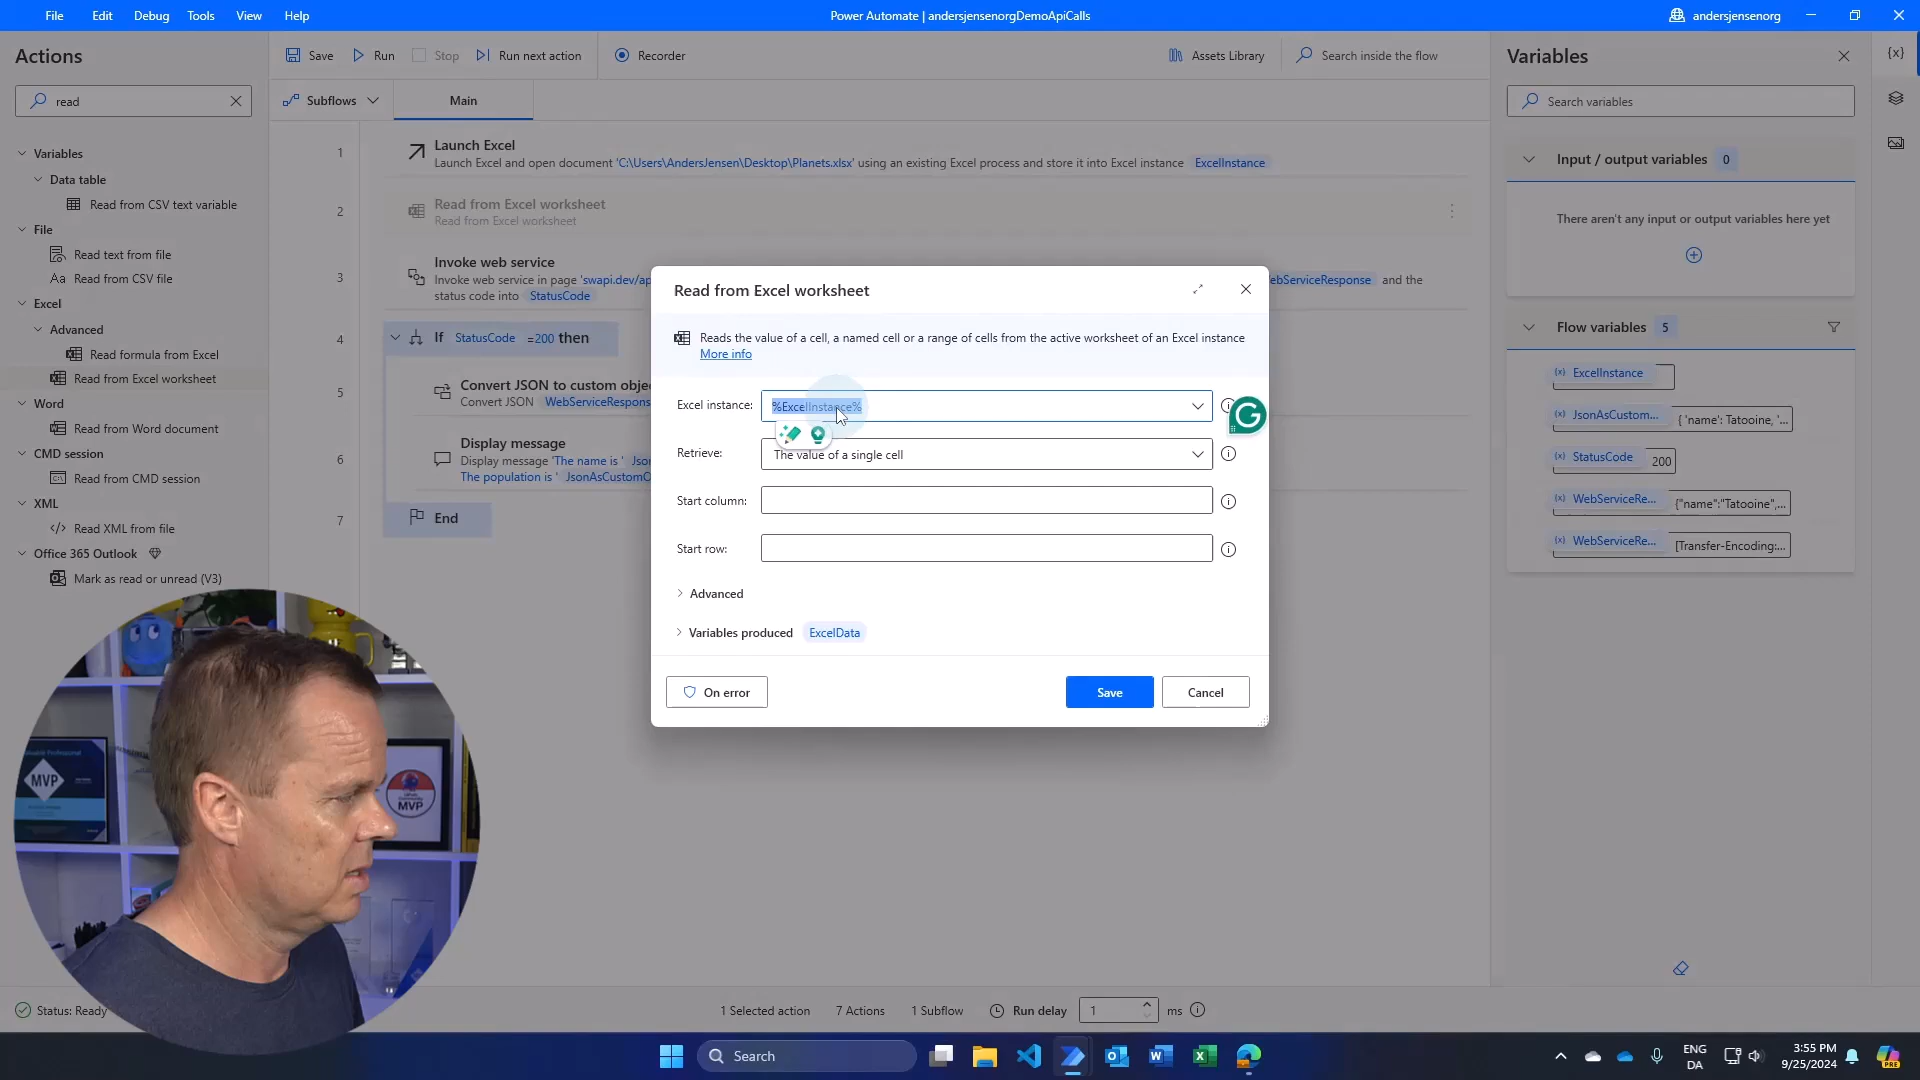 File Edit Debug Tools View Help
Power Automate | andersjensenorgDemoApiCalls
andersjensenorg
Actions
read
Variables
Data table
Read from CSV text variable
File
Read text from file
Aa Read from CSV file
Excel
Advanced
Read formula from Excel
Read from Excel worksheet
Word
Read from Word document
CMD session
Read from CMD session
XML
Read XML from file
Office 365 Outlook
Mark as read or unread (V3)
Save Run Stop Run next action Recorder
Assets Library
Search inside the flow
Subflows Main
1
Launch Excel
Launch Excel and open document 'C:\Users\AndersJensen\Desktop\Planets.xlsx' using an existing Excel process and store it into Excel instance ExcelInstance
2
Read from Excel worksheet
Read from Excel worksheet
3
Invoke web service
Invoke web service in page 'swapi.dev/ap
ebServiceResponse and the
status code into StatusCode
4
If StatusCode =200 then
5
Convert JSON to custom objec
Convert JSON WebServiceRespons
6
Display message
Display message 'The name is ' Jso
The population is ' JsonAsCustomO
7
End
Read from Excel worksheet
Reads the value of a cell, a named cell or a range of cells from the active worksheet of an Excel instance
More info
Excel instance: %ExcelInstance%
Retrieve: The value of a single cell
Start column:
Start row:
Advanced
Variables produced ExcelData
On error Save Cancel
Variables
{x}
Search variables
Input / output variables 0
There aren't any input or output variables here yet
Flow variables 5
(x) ExcelInstance
(x) JsonAsCustom... { 'name': Tatooine, '...
(x) StatusCode 200
(x) WebServiceRe... {"name":"Tatooine",...
(x) WebServiceRe... [Transfer-Encoding:...
MVP
MVP
Status: Ready
1 Selected action 7 Actions 1 Subflow Run delay 1 ms
Search
ENG
DA
3:55 PM
9/25/2024